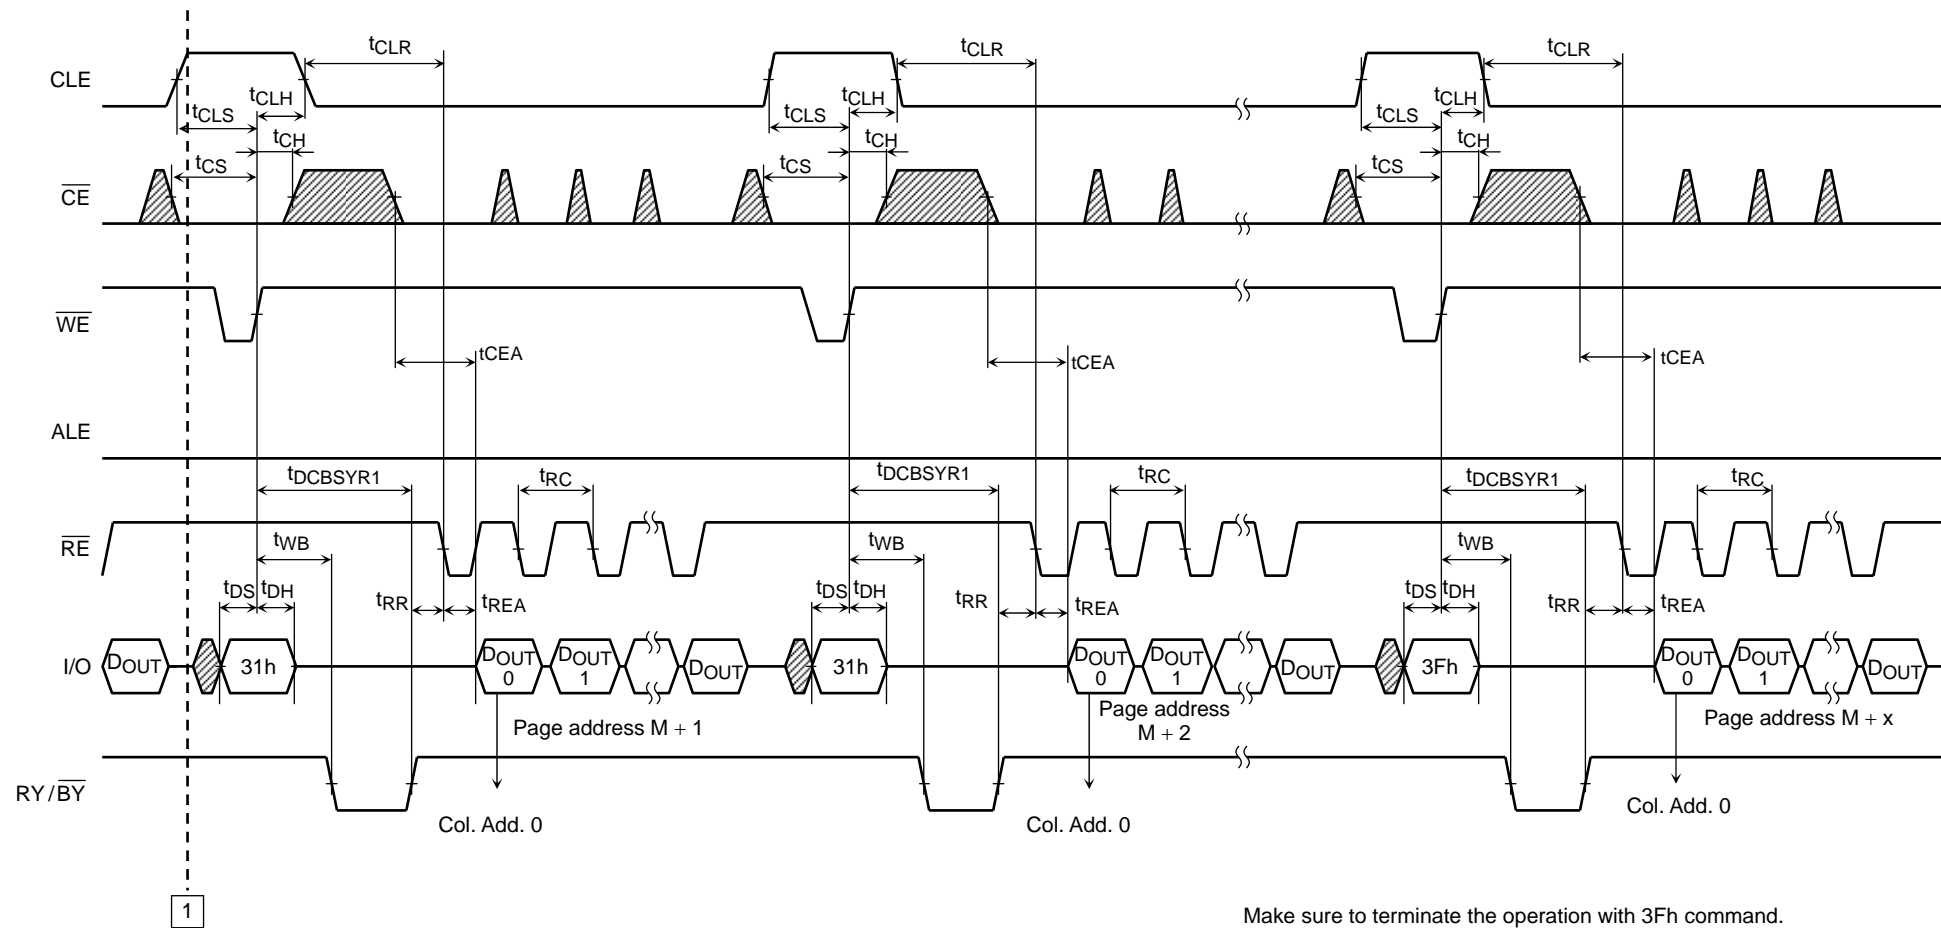 tCLR tCLR tCLR
CLE
tCLH tCLH tCLH
tCLS tCLS tCLS
tCH tCH tCH
tCS tCS tCS
CE
WE
tCEA tCEA tCEA
ALE
tDCBSYR1 tDCBSYR1 tDCBSYR1
tRC tRC tRC
RE
tWB tWB tWB
tDS tDH tDS tDH tDS tDH
tRR tREA tRR tREA tRR tREA
I/O
DOUT 31h DOUT 0 DOUT 1 DOUT 31h DOUT 0 DOUT 1 DOUT 3Fh DOUT 0 DOUT 1 DOUT
Page address M + 1
Page address
M + 2
Page address M + x
RY/BY
Col. Add. 0 Col. Add. 0 Col. Add. 0
1
Make sure to terminate the operation with 3Fh command.